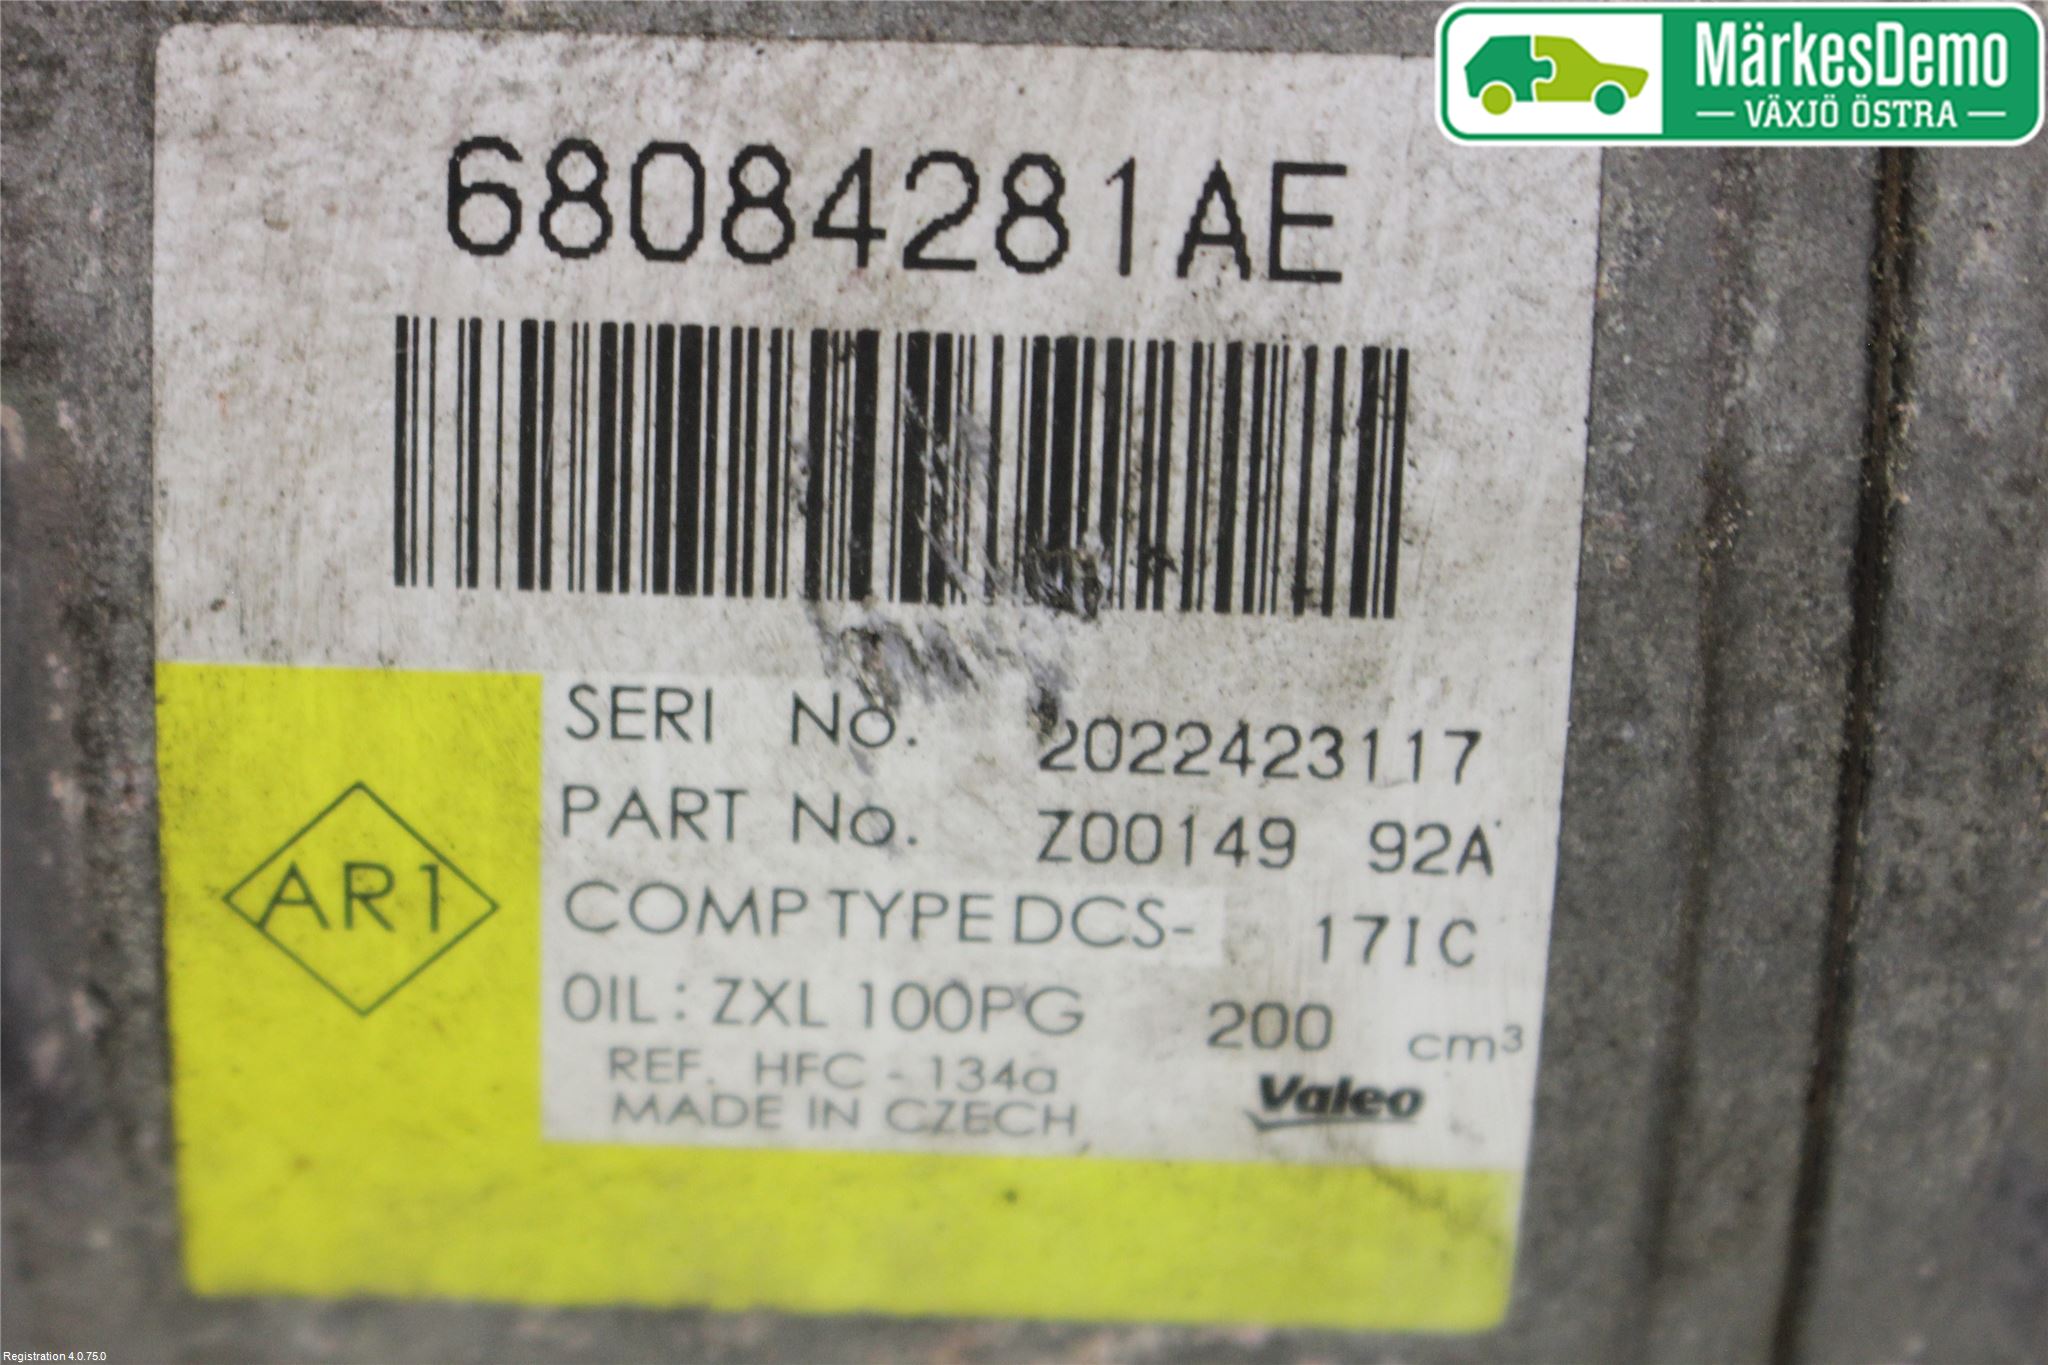 MärkesDemo
VÄXJÖ ÖSTRA
68084281AE
SERI No. 2022423117
PART No. Z00149 92A
COMP TYPE DCS- 17IC
OIL: ZXL 100PG 200 cm³
REF. HFC - 134a
MADE IN CZECH
Valeo
AR1
Registration 4.0.75.0